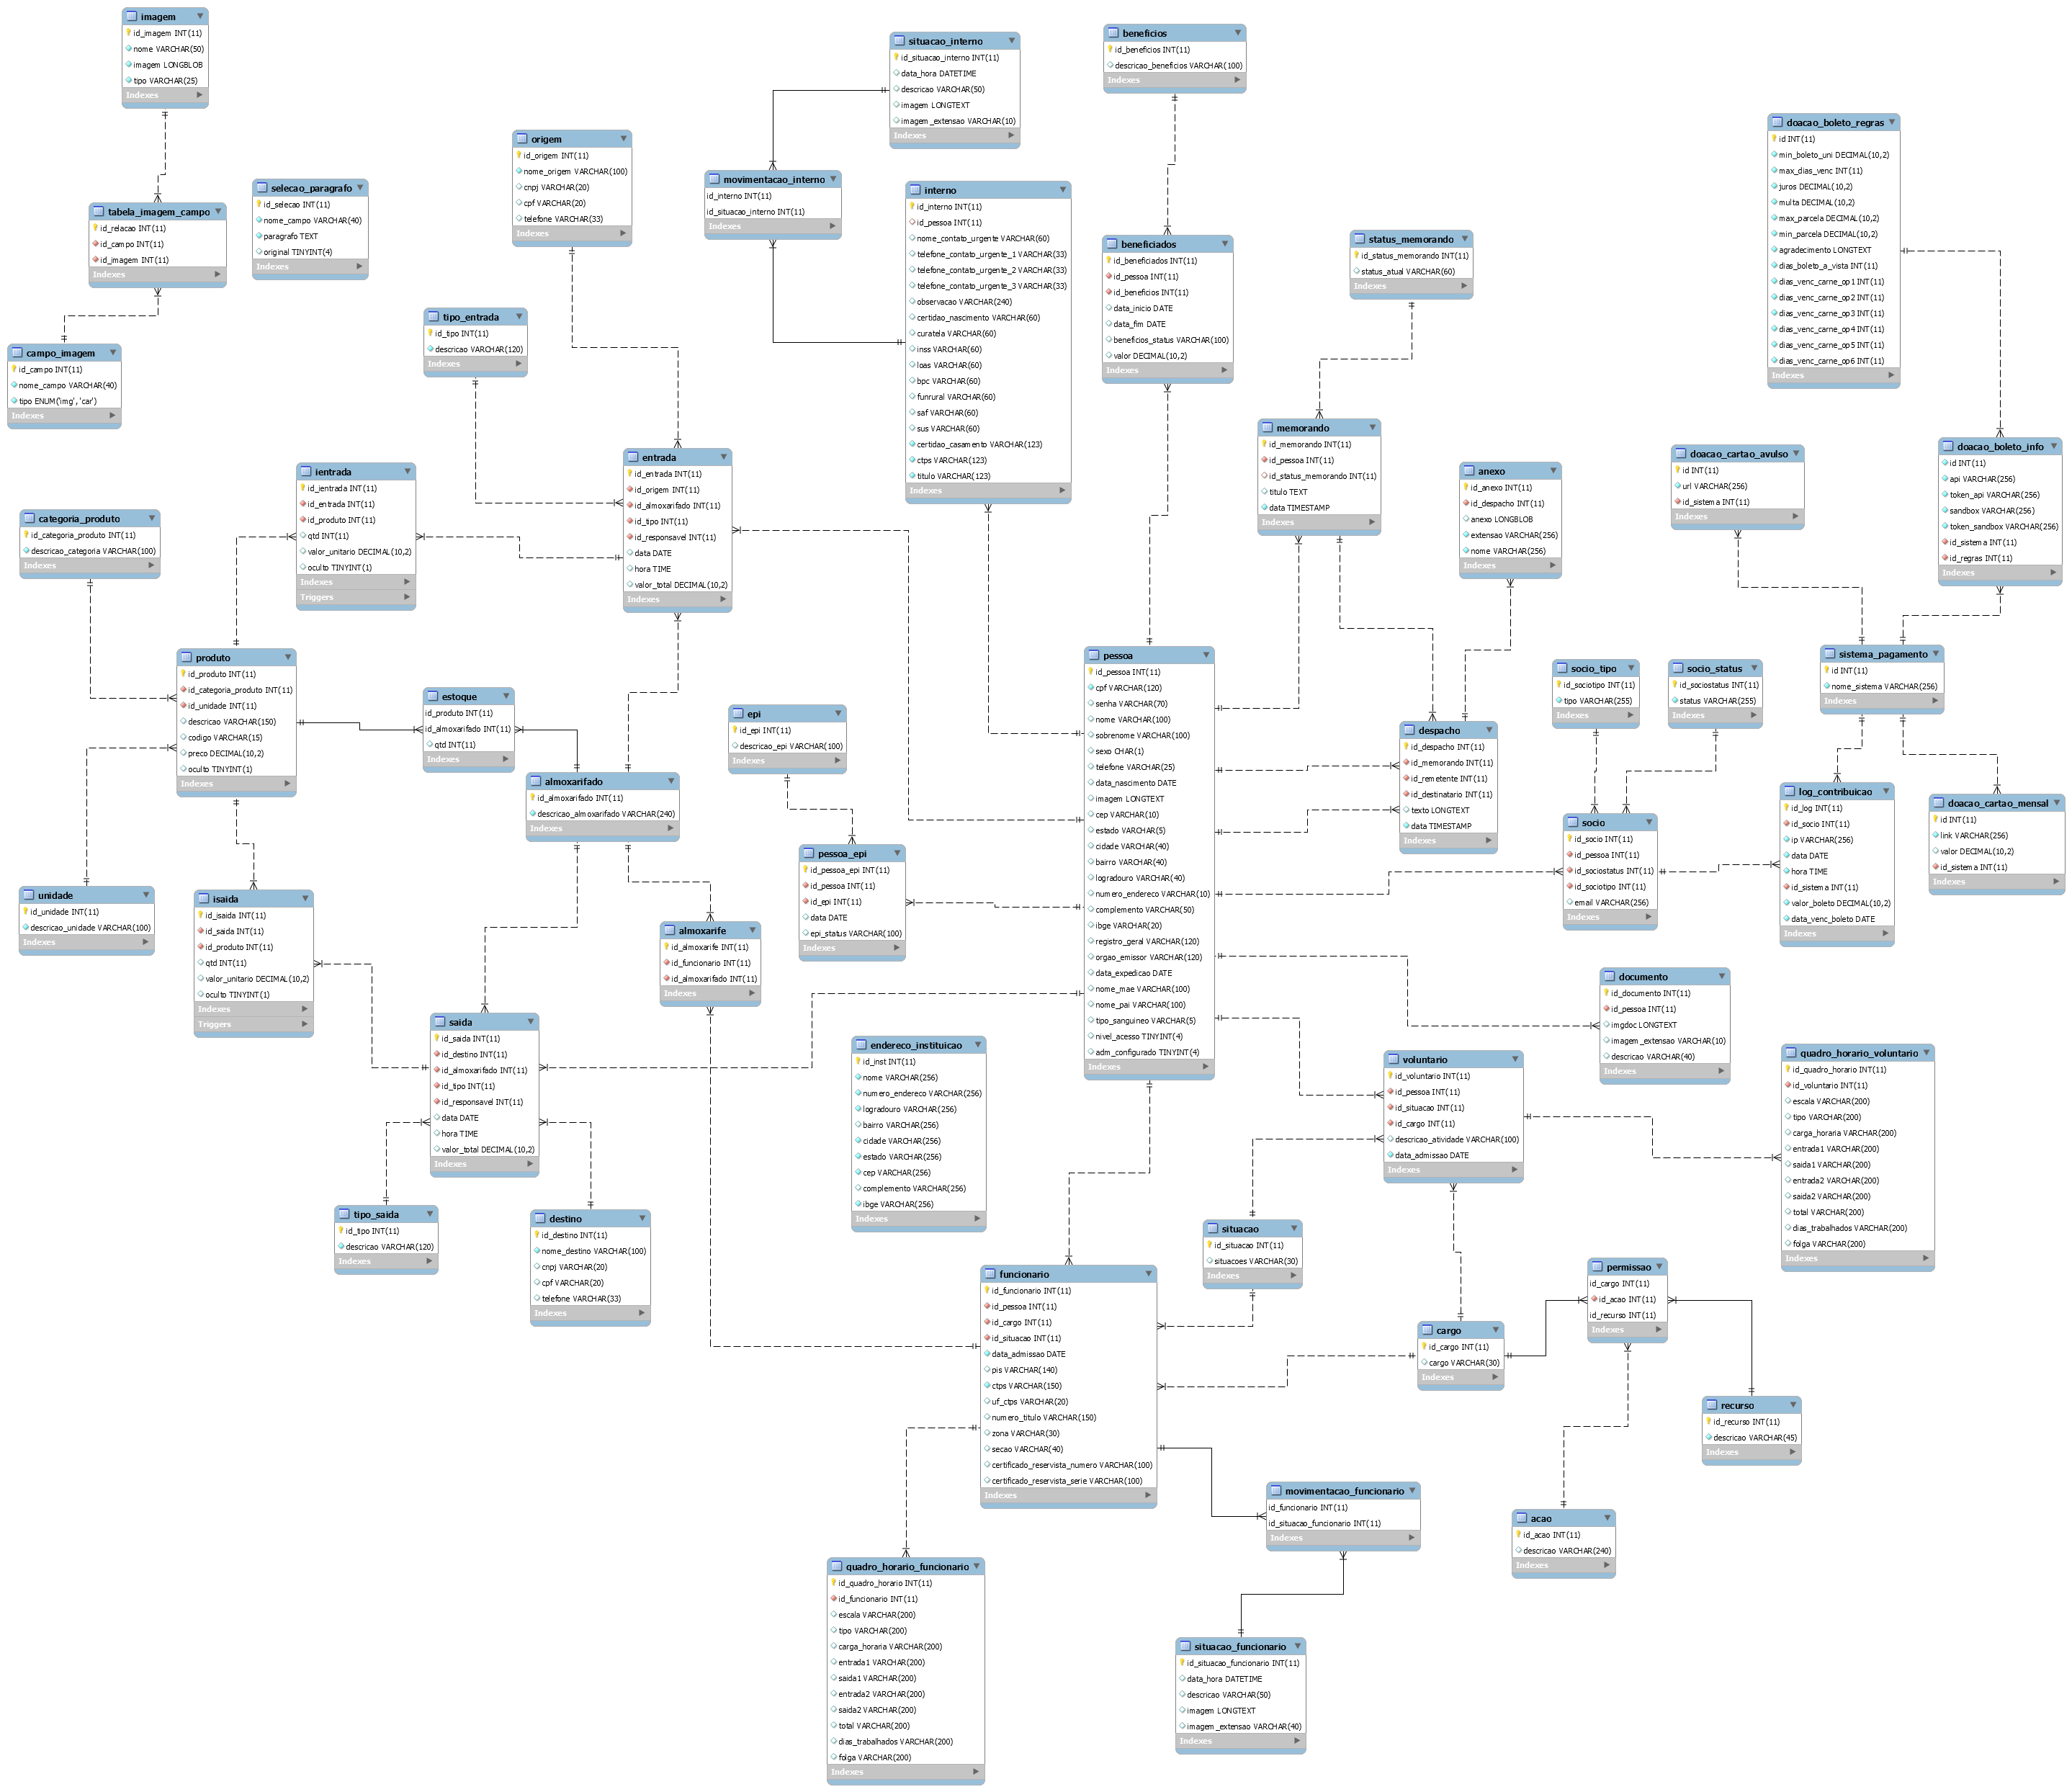 imagem
id_imagem INT(11)
nome VARCHAR(50)
imagem LONGBLOB
tipo VARCHAR(25)
Indexes
tabela_imagem_campo
id_relacao INT(11)
id_campo INT(11)
id_imagem INT(11)
Indexes
campo_imagem
id_campo INT(11)
nome_campo VARCHAR(40)
tipo ENUM('img', 'car')
Indexes
selecao_paragrafo
id_selecao INT(11)
nome_campo VARCHAR(40)
paragrafo TEXT
original TINYINT(4)
Indexes
origem
id_origem INT(11)
nome_origem VARCHAR(100)
cnpj VARCHAR(20)
cpf VARCHAR(20)
telefone VARCHAR(33)
Indexes
tipo_entrada
id_tipo INT(11)
descricao VARCHAR(120)
Indexes
situacao_interno
id_situacao_interno INT(11)
data_hora DATETIME
descricao VARCHAR(50)
imagem LONGTEXT
imagem_extensao VARCHAR(10)
Indexes
movimentacao_interno
id_interno INT(11)
id_situacao_interno INT(11)
Indexes
interno
id_interno INT(11)
id_pessoa INT(11)
nome_contato_urgente VARCHAR(60)
telefone_contato_urgente_1 VARCHAR(33)
telefone_contato_urgente_2 VARCHAR(33)
telefone_contato_urgente_3 VARCHAR(33)
observacao VARCHAR(240)
certidao_nascimento VARCHAR(60)
curatela VARCHAR(60)
inss VARCHAR(60)
loas VARCHAR(60)
bpc VARCHAR(60)
funrural VARCHAR(60)
saf VARCHAR(60)
sus VARCHAR(60)
certidao_casamento VARCHAR(123)
ctps VARCHAR(123)
titulo VARCHAR(123)
Indexes
beneficios
id_beneficios INT(11)
descricao_beneficios VARCHAR(100)
Indexes
beneficiados
id_beneficiados INT(11)
id_pessoa INT(11)
id_beneficios INT(11)
data_inicio DATE
data_fim DATE
beneficios_status VARCHAR(100)
valor DECIMAL(10,2)
Indexes
status_memorando
id_status_memorando INT(11)
status_atual VARCHAR(60)
Indexes
memorando
id_memorando INT(11)
id_pessoa INT(11)
id_status_memorando INT(11)
titulo TEXT
data TIMESTAMP
Indexes
anexo
id_anexo INT(11)
id_despacho INT(11)
anexo LONGBLOB
extensao VARCHAR(256)
nome VARCHAR(256)
Indexes
doacao_boleto_regras
id INT(11)
min_boleto_uni DECIMAL(10,2)
max_dias_venc INT(11)
juros DECIMAL(10,2)
multa DECIMAL(10,2)
max_parcela DECIMAL(10,2)
min_parcela DECIMAL(10,2)
agradecimento LONGTEXT
dias_boleto_a_vista INT(11)
dias_venc_carne_op1 INT(11)
dias_venc_carne_op2 INT(11)
dias_venc_carne_op3 INT(11)
dias_venc_carne_op4 INT(11)
dias_venc_carne_op5 INT(11)
dias_venc_carne_op6 INT(11)
Indexes
doacao_cartao_avulso
id INT(11)
url VARCHAR(256)
id_sistema INT(11)
Indexes
doacao_boleto_info
id INT(11)
api VARCHAR(256)
token_api VARCHAR(256)
sandbox VARCHAR(256)
token_sandbox VARCHAR(256)
id_sistema INT(11)
id_regras INT(11)
Indexes
categoria_produto
id_categoria_produto INT(11)
descricao_categoria VARCHAR(100)
Indexes
ientrada
id_ientrada INT(11)
id_entrada INT(11)
id_produto INT(11)
qtd INT(11)
valor_unitario DECIMAL(10,2)
oculto TINYINT(1)
Indexes
Triggers
entrada
id_entrada INT(11)
id_origem INT(11)
id_almoxarifado INT(11)
id_tipo INT(11)
id_responsavel INT(11)
data DATE
hora TIME
valor_total DECIMAL(10,2)
Indexes
produto
id_produto INT(11)
id_categoria_produto INT(11)
id_unidade INT(11)
descricao VARCHAR(150)
codigo VARCHAR(15)
preco DECIMAL(10,2)
oculto TINYINT(1)
Indexes
estoque
id_produto INT(11)
id_almoxarifado INT(11)
qtd INT(11)
Indexes
almoxarifado
id_almoxarifado INT(11)
descricao_almoxarifado VARCHAR(240)
Indexes
epi
id_epi INT(11)
descricao_epi VARCHAR(100)
Indexes
pessoa_epi
id_pessoa_epi INT(11)
id_pessoa INT(11)
id_epi INT(11)
data DATE
epi_status VARCHAR(100)
Indexes
pessoa
id_pessoa INT(11)
cpf VARCHAR(120)
senha VARCHAR(70)
nome VARCHAR(100)
sobrenome VARCHAR(100)
sexo CHAR(1)
telefone VARCHAR(25)
data_nascimento DATE
imagem LONGTEXT
cep VARCHAR(10)
estado VARCHAR(5)
cidade VARCHAR(40)
bairro VARCHAR(40)
logradouro VARCHAR(40)
numero_endereco VARCHAR(10)
complemento VARCHAR(50)
ibge VARCHAR(20)
registro_geral VARCHAR(120)
orgao_emissor VARCHAR(120)
data_expedicao DATE
nome_mae VARCHAR(100)
nome_pai VARCHAR(100)
tipo_sanguineo VARCHAR(5)
nivel_acesso TINYINT(4)
adm_configurado TINYINT(4)
Indexes
despacho
id_despacho INT(11)
id_memorando INT(11)
id_remetente INT(11)
id_destinatario INT(11)
texto LONGTEXT
data TIMESTAMP
Indexes
socio_tipo
id_sociotipo INT(11)
tipo VARCHAR(255)
Indexes
socio_status
id_sociostatus INT(11)
status VARCHAR(255)
Indexes
sistema_pagamento
id INT(11)
nome_sistema VARCHAR(256)
Indexes
socio
id_socio INT(11)
id_pessoa INT(11)
id_sociostatus INT(11)
id_sociotipo INT(11)
email VARCHAR(256)
Indexes
log_contribuicao
id_log INT(11)
id_socio INT(11)
ip VARCHAR(256)
data DATE
hora TIME
id_sistema INT(11)
valor_boleto DECIMAL(10,2)
data_venc_boleto DATE
Indexes
doacao_cartao_mensal
id INT(11)
link VARCHAR(256)
valor DECIMAL(10,2)
id_sistema INT(11)
Indexes
unidade
id_unidade INT(11)
descricao_unidade VARCHAR(100)
Indexes
isaida
id_isaida INT(11)
id_saida INT(11)
id_produto INT(11)
qtd INT(11)
valor_unitario DECIMAL(10,2)
oculto TINYINT(1)
Indexes
Triggers
almoxarife
id_almoxarife INT(11)
id_funcionario INT(11)
id_almoxarifado INT(11)
Indexes
saida
id_saida INT(11)
id_destino INT(11)
id_almoxarifado INT(11)
id_tipo INT(11)
id_responsavel INT(11)
data DATE
hora TIME
valor_total DECIMAL(10,2)
Indexes
tipo_saida
id_tipo INT(11)
descricao VARCHAR(120)
Indexes
destino
id_destino INT(11)
nome_destino VARCHAR(100)
cnpj VARCHAR(20)
cpf VARCHAR(20)
telefone VARCHAR(33)
Indexes
endereco_instituicao
id_inst INT(11)
nome VARCHAR(256)
numero_endereco VARCHAR(256)
logradouro VARCHAR(256)
bairro VARCHAR(256)
cidade VARCHAR(256)
estado VARCHAR(256)
cep VARCHAR(256)
complemento VARCHAR(256)
ibge VARCHAR(256)
Indexes
documento
id_documento INT(11)
id_pessoa INT(11)
imgdoc LONGTEXT
imagem_extensao VARCHAR(10)
descricao VARCHAR(40)
Indexes
voluntario
id_voluntario INT(11)
id_pessoa INT(11)
id_situacao INT(11)
id_cargo INT(11)
descricao_atividade VARCHAR(100)
data_admissao DATE
Indexes
quadro_horario_voluntario
id_quadro_horario INT(11)
id_voluntario INT(11)
escala VARCHAR(200)
tipo VARCHAR(200)
carga_horaria VARCHAR(200)
entrada1 VARCHAR(200)
saida1 VARCHAR(200)
entrada2 VARCHAR(200)
saida2 VARCHAR(200)
total VARCHAR(200)
dias_trabalhados VARCHAR(200)
folga VARCHAR(200)
Indexes
situacao
id_situacao INT(11)
situacoes VARCHAR(30)
Indexes
funcionario
id_funcionario INT(11)
id_pessoa INT(11)
id_cargo INT(11)
id_situacao INT(11)
data_admissao DATE
pis VARCHAR(140)
ctps VARCHAR(150)
uf_ctps VARCHAR(20)
numero_titulo VARCHAR(150)
zona VARCHAR(30)
secao VARCHAR(40)
certificado_reservista_numero VARCHAR(100)
certificado_reservista_serie VARCHAR(100)
Indexes
cargo
id_cargo INT(11)
cargo VARCHAR(30)
Indexes
permissao
id_cargo INT(11)
id_acao INT(11)
id_recurso INT(11)
Indexes
recurso
id_recurso INT(11)
descricao VARCHAR(45)
Indexes
acao
id_acao INT(11)
descricao VARCHAR(240)
Indexes
movimentacao_funcionario
id_funcionario INT(11)
id_situacao_funcionario INT(11)
Indexes
quadro_horario_funcionario
id_quadro_horario INT(11)
id_funcionario INT(11)
escala VARCHAR(200)
tipo VARCHAR(200)
carga_horaria VARCHAR(200)
entrada1 VARCHAR(200)
saida1 VARCHAR(200)
entrada2 VARCHAR(200)
saida2 VARCHAR(200)
total VARCHAR(200)
dias_trabalhados VARCHAR(200)
folga VARCHAR(200)
Indexes
situacao_funcionario
id_situacao_funcionario INT(11)
data_hora DATETIME
descricao VARCHAR(50)
imagem LONGTEXT
imagem_extensao VARCHAR(40)
Indexes